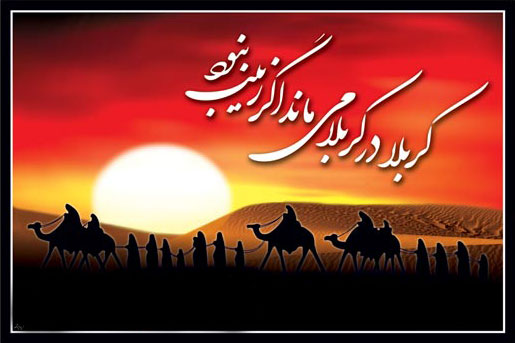 کربلا در کربلا می ماند اگر زینب نبود